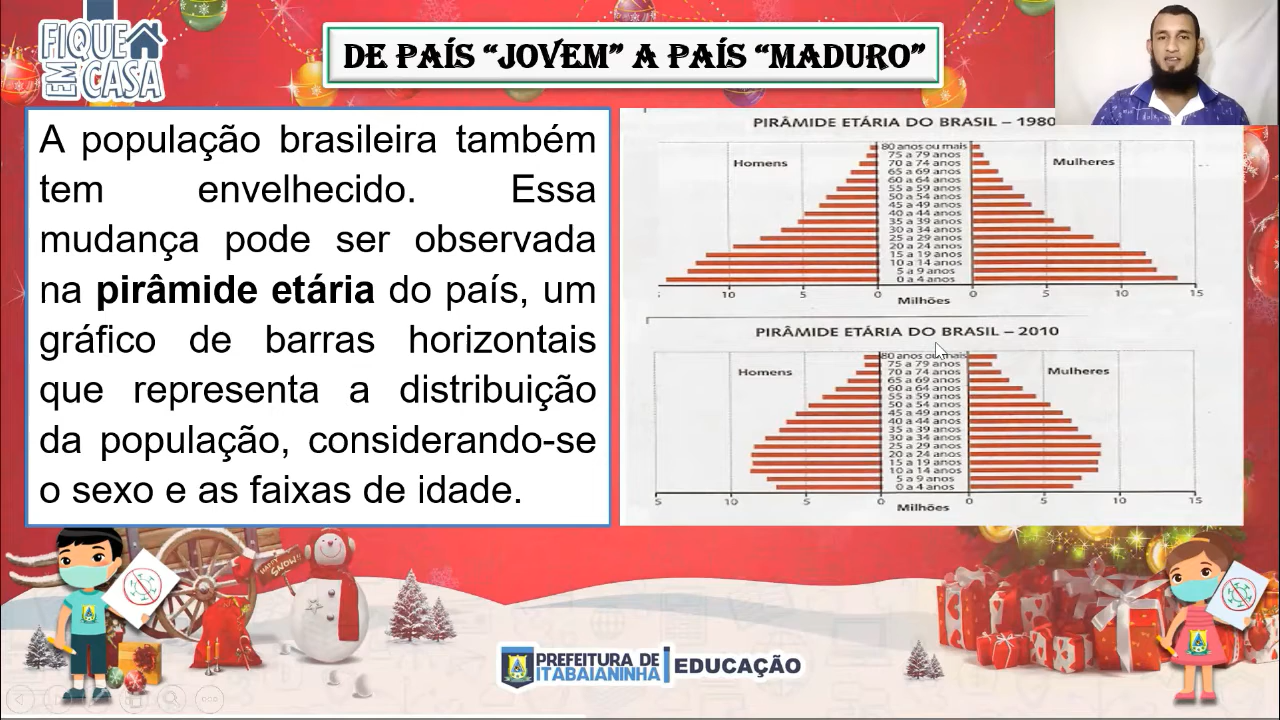 FIQUE
EM
CASA
DE PAÍS “JOVEM” A PAÍS “MADURO”
A população brasileira também
tem envelhecido. Essa
mudança pode ser observada
na pirâmide etária do país, um
gráfico de barras horizontais
que representa a distribuição
da população, considerando-se
o sexo e as faixas de idade.
PIRÂMIDE ETÁRIA DO BRASIL – 1980
Homens
Mulheres
80 anos ou mais
75 a 79 anos
70 a 74 anos
65 a 69 anos
60 a 64 anos
55 a 59 anos
50 a 54 anos
45 a 49 anos
40 a 44 anos
35 a 39 anos
30 a 34 anos
25 a 29 anos
20 a 24 anos
15 a 19 anos
10 a 14 anos
5 a 9 anos
0 a 4 anos
10 5 0 0 5 10 15
Milhões
PIRÂMIDE ETÁRIA DO BRASIL – 2010
Homens
Mulheres
80 anos ou mais
75 a 79 anos
70 a 74 anos
65 a 69 anos
60 a 64 anos
55 a 59 anos
50 a 54 anos
45 a 49 anos
40 a 44 anos
35 a 39 anos
30 a 34 anos
25 a 29 anos
20 a 24 anos
15 a 19 anos
10 a 14 anos
5 a 9 anos
0 a 4 anos
5 10 5 0 0 5 10 15
Milhões
HAPPY
SNOW!!
PREFEITURA DE
ITABAIANINHA
EDUCAÇÃO